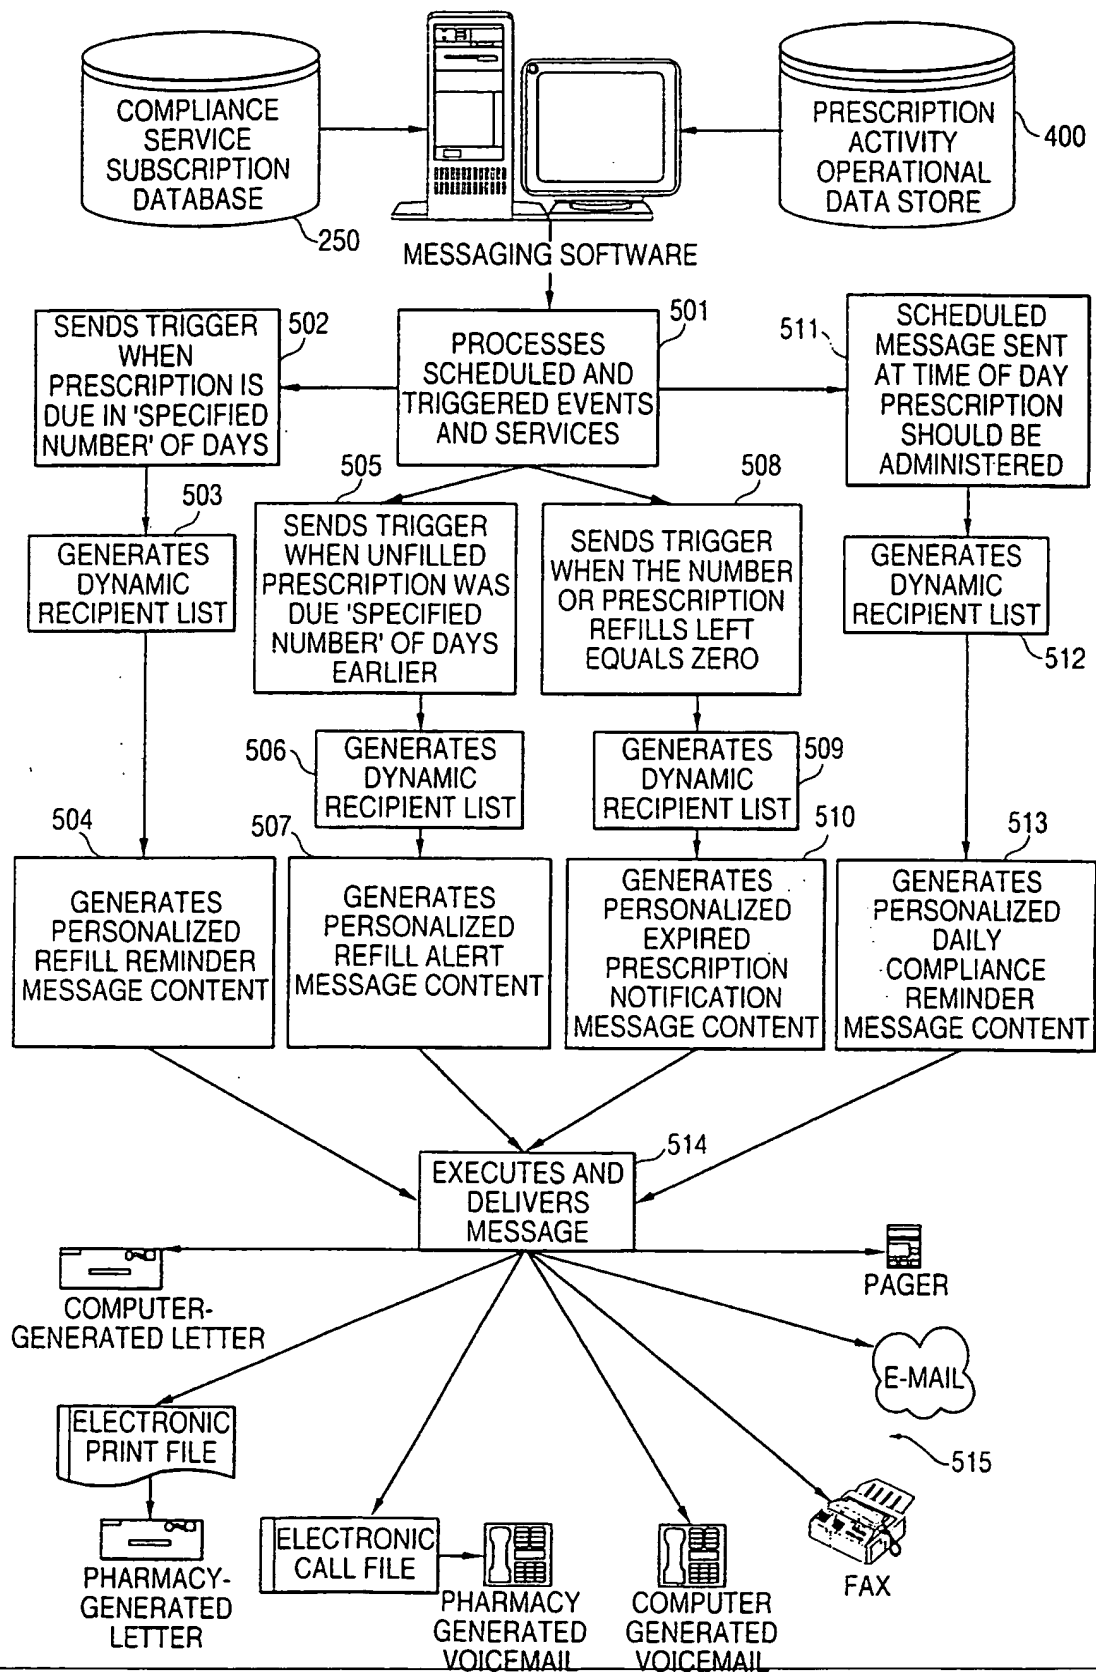 COMPLIANCE
SERVICE
SUBSCRIPTION
DATABASE
250
PRESCRIPTION
ACTIVITY
OPERATIONAL
DATA STORE
400
MESSAGING SOFTWARE
SENDS TRIGGER
WHEN
PRESCRIPTION IS
DUE IN 'SPECIFIED
NUMBER' OF DAYS
502
PROCESSES
SCHEDULED AND
TRIGGERED EVENTS
AND SERVICES
501
511
SCHEDULED
MESSAGE SENT
AT TIME OF DAY
PRESCRIPTION
SHOULD BE
ADMINISTERED
503
GENERATES
DYNAMIC
RECIPIENT LIST
505
SENDS TRIGGER
WHEN UNFILLED
PRESCRIPTION WAS
DUE 'SPECIFIED
NUMBER' OF DAYS
EARLIER
508
SENDS TRIGGER
WHEN THE NUMBER
OR PRESCRIPTION
REFILLS LEFT
EQUALS ZERO
GENERATES
DYNAMIC
RECIPIENT LIST
512
506
GENERATES
DYNAMIC
RECIPIENT LIST
GENERATES
DYNAMIC
RECIPIENT LIST
509
504
GENERATES
PERSONALIZED
REFILL REMINDER
MESSAGE CONTENT
507
GENERATES
PERSONALIZED
REFILL ALERT
MESSAGE CONTENT
510
GENERATES
PERSONALIZED
EXPIRED
PRESCRIPTION
NOTIFICATION
MESSAGE CONTENT
513
GENERATES
PERSONALIZED
DAILY
COMPLIANCE
REMINDER
MESSAGE CONTENT
EXECUTES AND
DELIVERS
MESSAGE
514
COMPUTER-
GENERATED LETTER
PAGER
E-MAIL
515
ELECTRONIC
PRINT FILE
PHARMACY-
GENERATED
LETTER
ELECTRONIC
CALL FILE
PHARMACY
GENERATED
VOICEMAIL
COMPUTER
GENERATED
VOICEMAIL
FAX